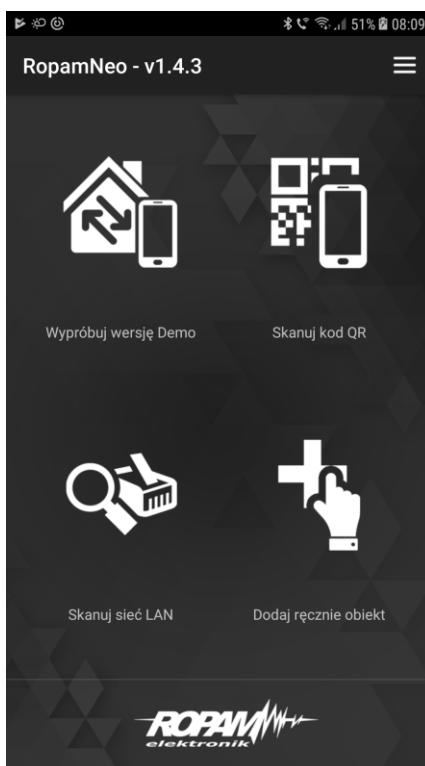 51% 08:09
RopamNeo - v1.4.3
Wypróbuj wersję Demo
Skanuj kod QR
Skanuj sieć LAN
Dodaj ręcznie obiekt
ROPAM
elektronik